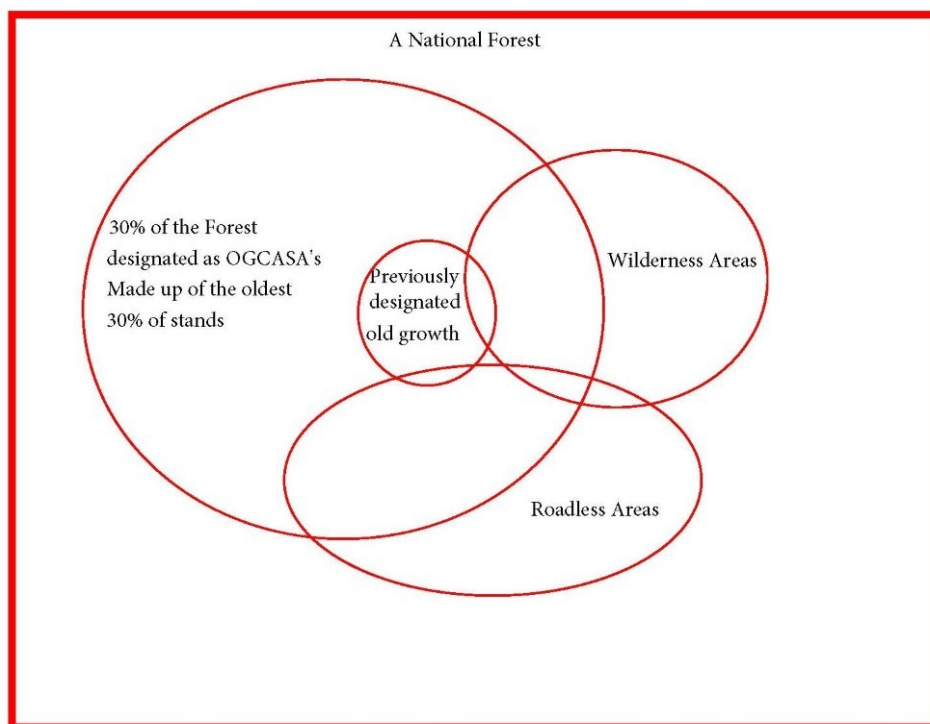 A National Forest
30% of the Forest
designated as OGCASA's
Made up of the oldest
30% of stands
Previously
designated
old growth
Wilderness Areas
Roadless Areas